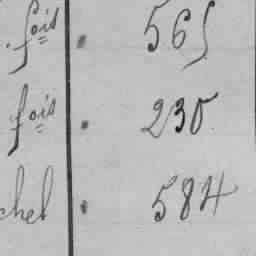 fois . 565
fois . 230
chel . 584